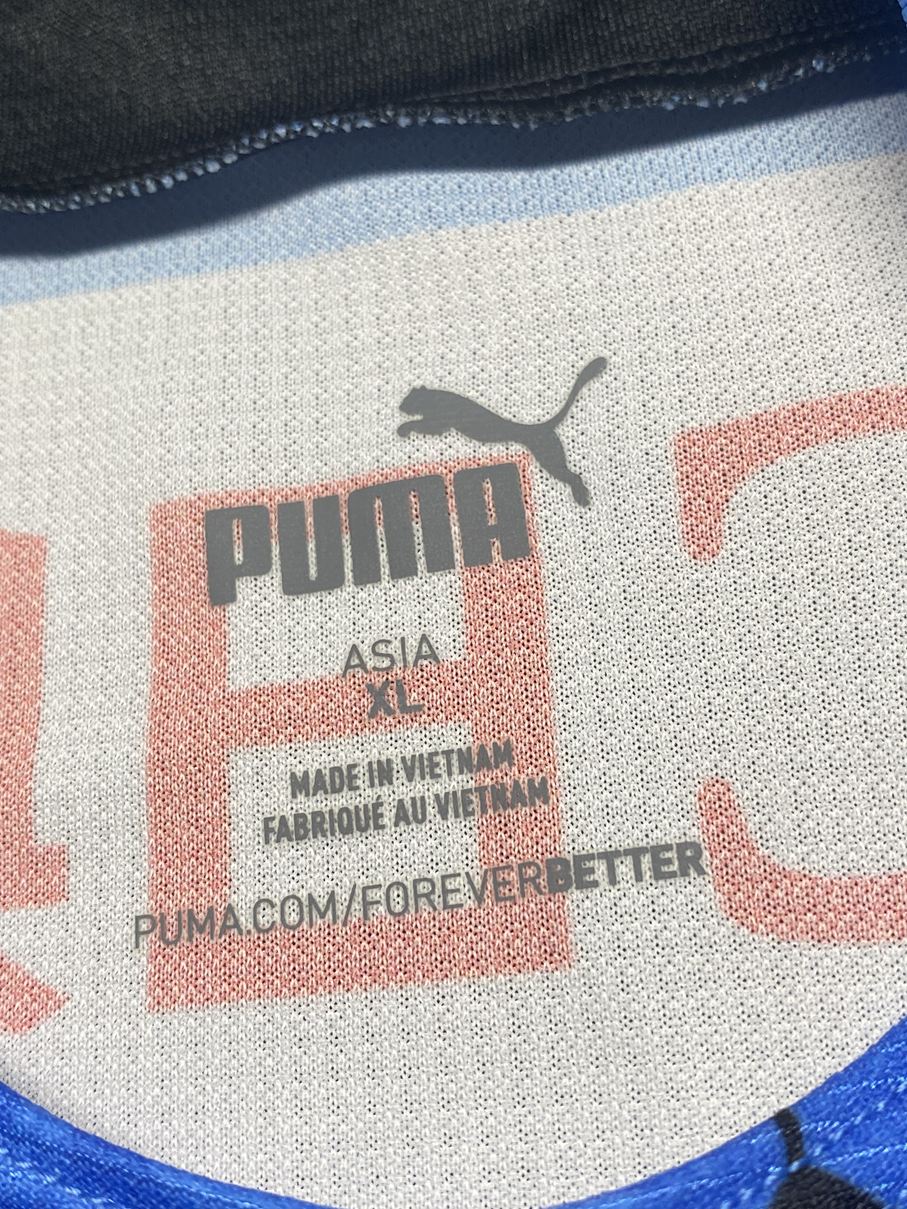 PUMA
ASIA
XL
MADE IN VIETNAM
FABRIQUÉ AU VIETNAM
PUMA.COM/FOREVERBETTER